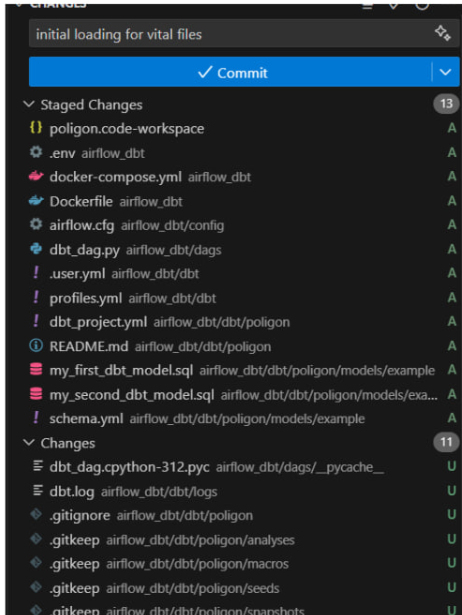 CHANGES
initial loading for vital files
Commit
Staged Changes 13
poligon.code-workspace A
.env airflow_dbt A
docker-compose.yml airflow_dbt A
Dockerfile airflow_dbt A
airflow.cfg airflow_dbt/config A
dbt_dag.py airflow_dbt/dags A
.user.yml airflow_dbt/dbt A
profiles.yml airflow_dbt/dbt A
dbt_project.yml airflow_dbt/dbt/poligon A
README.md airflow_dbt/dbt/poligon A
my_first_dbt_model.sql airflow_dbt/dbt/poligon/models/example A
my_second_dbt_model.sql airflow_dbt/dbt/poligon/models/exa... A
schema.yml airflow_dbt/dbt/poligon/models/example A
Changes 11
dbt_dag.cpython-312.pyc airflow_dbt/dags/__pycache__ U
dbt.log airflow_dbt/dbt/logs U
.gitignore airflow_dbt/dbt/poligon U
.gitkeep airflow_dbt/dbt/poligon/analyses U
.gitkeep airflow_dbt/dbt/poligon/macros U
.gitkeep airflow_dbt/dbt/poligon/seeds U
.gitkeep airflow_dbt/dbt/poligon/snapshots U